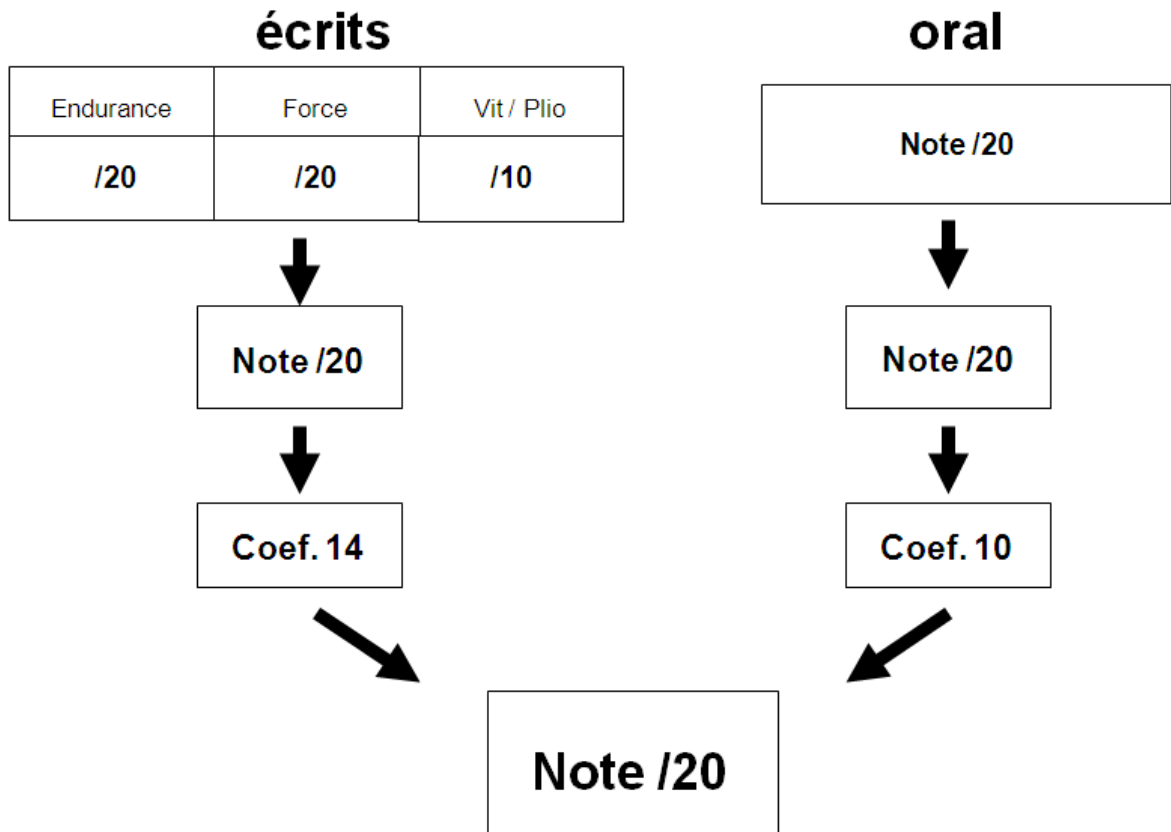 écrits
oral
Endurance
Force
Vit / Plio
/20
/20
/10
Note /20
Note /20
Note /20
Coef. 14
Coef. 10
Note /20